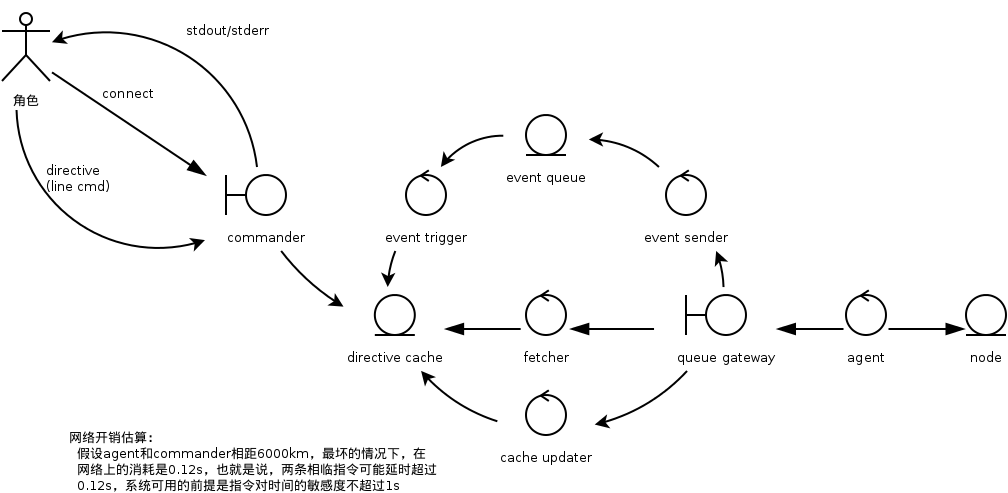 stdout/stderr
connect
角色
directive
(line cmd)
event queue
commander
event trigger
event sender
directive cache
fetcher
queue gateway
agent
node
cache updater
网络开销估算：
假设agent和commander相距6000km，最坏的情况下，在
网络上的消耗是0.12s，也就是说，两条相临指令可能延时超过
0.12s，系统可用的前提是指令对时间的敏感度不超过1s